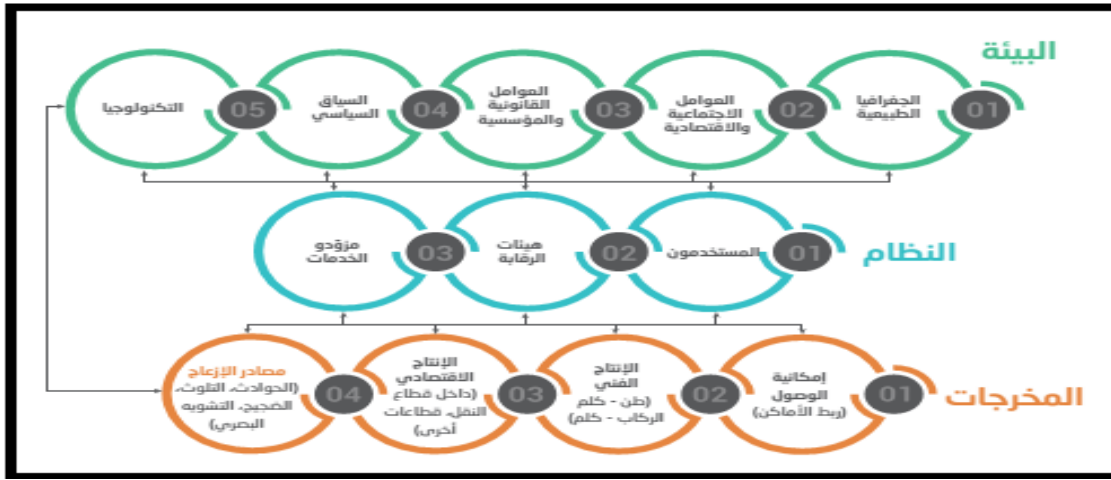 البيئة
01
الجغرافيا
الطبيعية
02
العوامل
الاجتماعية
والاقتصادية
03
العوامل
القانونية
والمؤسسية
04
السياق
السياسي
05
التكنولوجيا
النظام
01
المستخدمون
02
هيئات
الرقابة
03
مزوّدو
الخدمات
المخرجات
01
إمكانية
الوصول
(ربط الأماكن)
02
الإنتاج
الفني
(طن - كلم
الركاب - كلم)
03
الإنتاج
الاقتصادي
(داخل قطاع
النقل، قطاعات
أخرى)
04
مصادر الإزعاج
(الحوادث، التلوث،
الضجيج، التشويه
البصري)